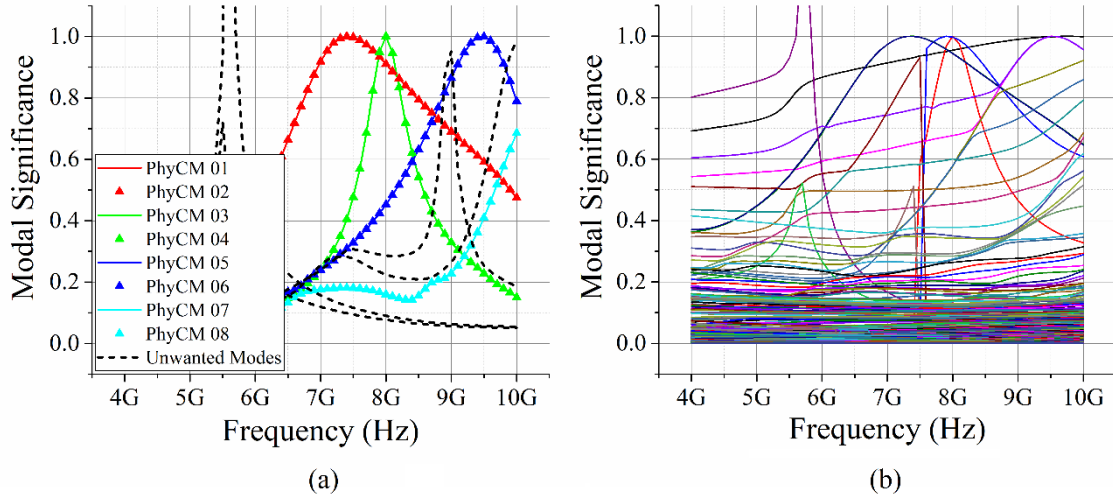 Modal Significance
1.0
0.8
0.6
0.4
0.2
0.0
PhyCM 01
PhyCM 02
PhyCM 03
PhyCM 04
PhyCM 05
PhyCM 06
PhyCM 07
PhyCM 08
Unwanted Modes
4G 5G 6G 7G 8G 9G 10G
Frequency (Hz)
(a)
Modal Significance
1.0
0.8
0.6
0.4
0.2
0.0
4G 5G 6G 7G 8G 9G 10G
Frequency (Hz)
(b)